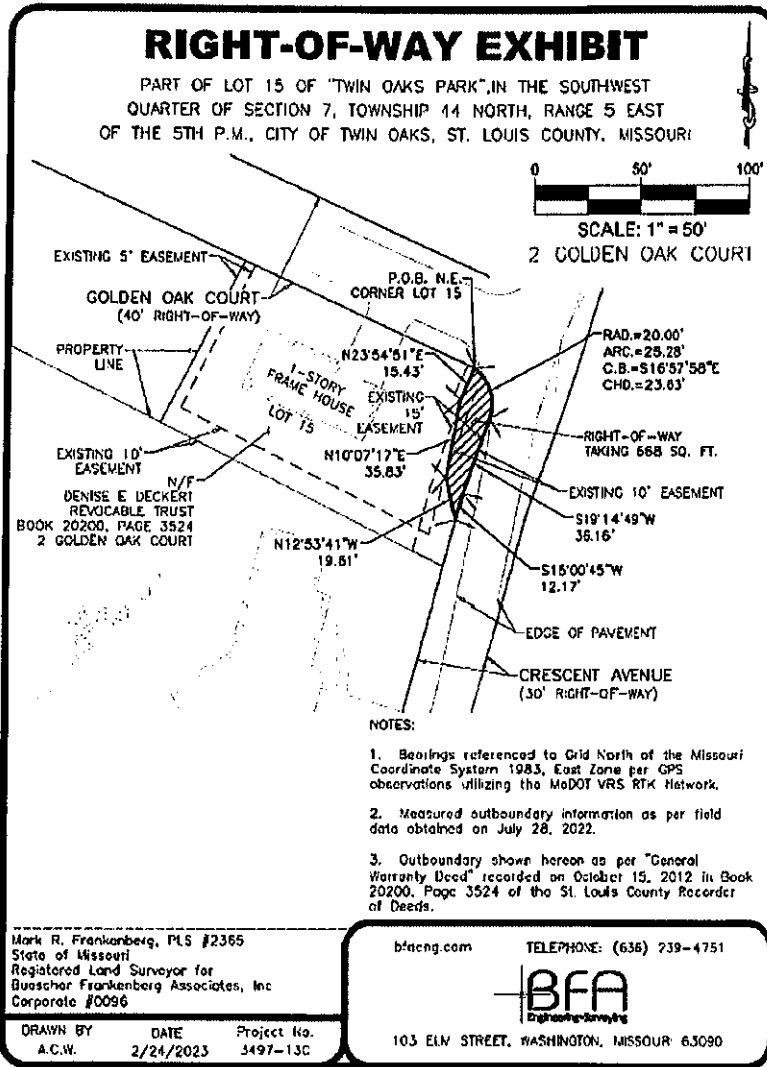 RIGHT-OF-WAY EXHIBIT
PART OF LOT 15 OF "TWIN OAKS PARK",IN THE SOUTHWEST
QUARTER OF SECTION 7, TOWNSHIP 44 NORTH, RANGE 5 EAST
OF THE 5TH P.M., CITY OF TWIN OAKS, ST. LOUIS COUNTY, MISSOURI
0 50' 100'
SCALE: 1" = 50'
2 GOLDEN OAK COURT
EXISTING 5' EASEMENT
GOLDEN OAK COURT
(40' RIGHT-OF-WAY)
PROPERTY
LINE
P.O.B. N.E.
CORNER LOT 15
N23°54'51"E
15.43'
1-STORY
FRAME HOUSE
LOT 15
EXISTING
15'
EASEMENT
N10°07'17"E
35.83'
RAD.=20.00'
ARC.=25.28'
C.B.=S16°57'58"E
CHD.=23.63'
RIGHT-OF-WAY
TAKING 668 SQ. FT.
EXISTING 10' EASEMENT
S19°14'49"W
36.16'
EXISTING 10'
EASEMENT
N/F
DENISE E DECKERT
REVOCABLE TRUST
BOOK 20200, PAGE 3524
2 GOLDEN OAK COURT
N12°53'41"W
19.61'
S15°00'45"W
12.17'
EDGE OF PAVEMENT
CRESCENT AVENUE
(30' RIGHT-OF-WAY)
NOTES:
1. Bearings referenced to Grid North of the Missouri
Coordinate System 1983, East Zone per GPS
observations utilizing the MoDOT VRS RTK Network.
2. Measured outboundary information as per field
data obtained on July 28, 2022.
3. Outboundary shown hereon as per "General
Warranty Deed" recorded on October 15, 2012 in Book
20200, Page 3524 of the St. Louis County Recorder
of Deeds.
Mark R. Frankenberg, PLS #2365
State of Missouri
Registered Land Surveyor for
Buescher Frankenberg Associates, Inc
Corporate #0096
DRAWN BY DATE Project No.
A.C.W. 2/24/2023 3497-13C
bfaeng.com TELEPHONE: (636) 239-4751
BFA
Engineering-Surveying
103 ELM STREET, WASHINGTON, MISSOURI 63090